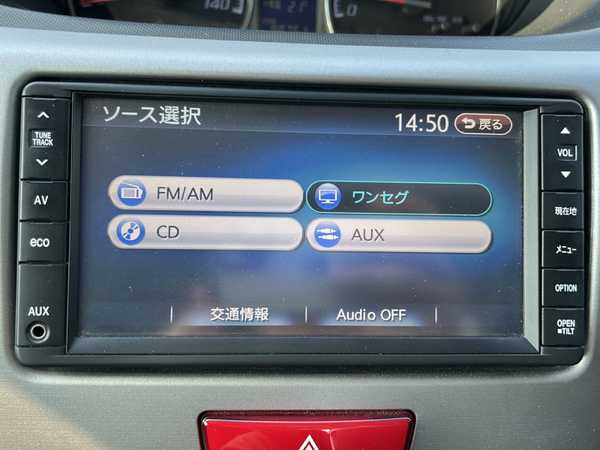 140
0
ソース選択
14:50
戻る
TUNE
TRACK
AV
eco
AUX
FM/AM
ワンセグ
CD
AUX
交通情報
Audio OFF
VOL
現在地
メニュー
OPTION
OPEN
TILT